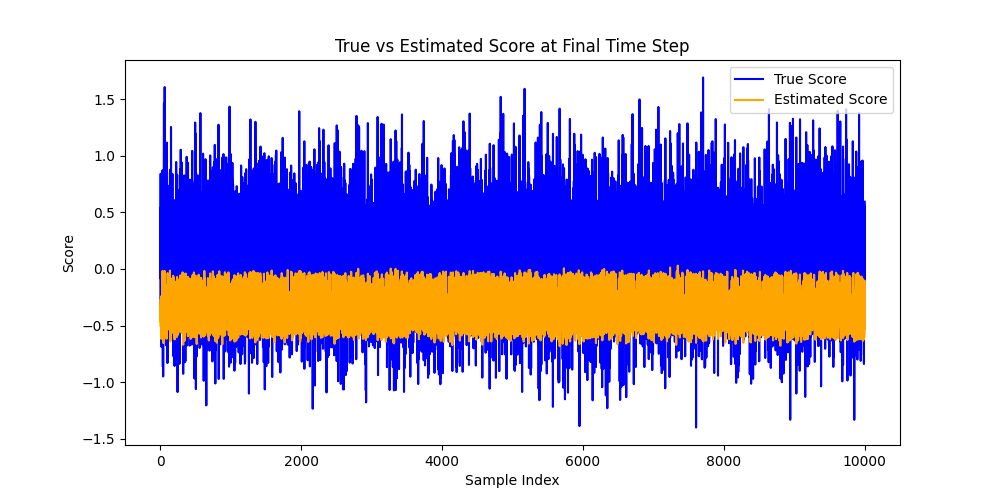 True vs Estimated Score at Final Time Step
True Score
Estimated Score
1.5
1.0
0.5
0.0
−0.5
−1.0
−1.5
Score
0 2000 4000 6000 8000 10000
Sample Index